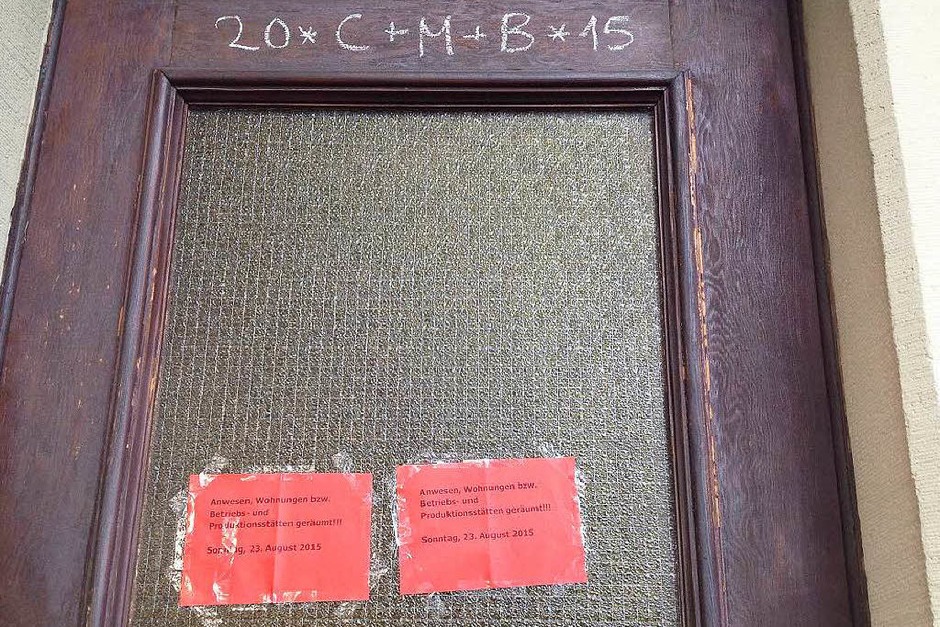 20*C+M+B*15
Anwesen, Wohnungen bzw.
Betriebs- und
Produktionsstätten geräumt!!!
Sonntag, 23. August 2015
Anwesen, Wohnungen bzw.
Betriebs- und
Produktionsstätten geräumt!!!
Sonntag, 23. August 2015